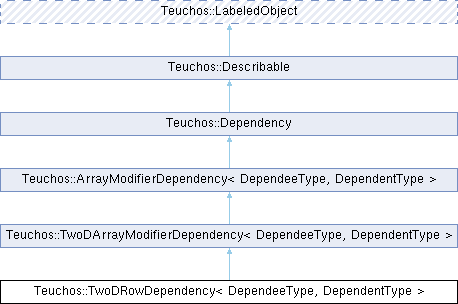 Teuchos::LabeledObject
Teuchos::Describable
Teuchos::Dependency
Teuchos::ArrayModifierDependency< DependeeType, DependentType >
Teuchos::TwoDArrayModifierDependency< DependeeType, DependentType >
Teuchos::TwoDRowDependency< DependeeType, DependentType >